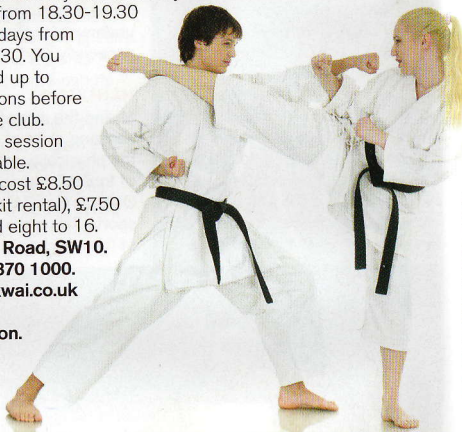 from 18.30-19.30
days from
30. You
d up to
ons before
e club.
session
able.
cost £8.50
kit rental), £7.50
d eight to 16.
Road, SW10.
370 1000.
kwai.co.uk
on.